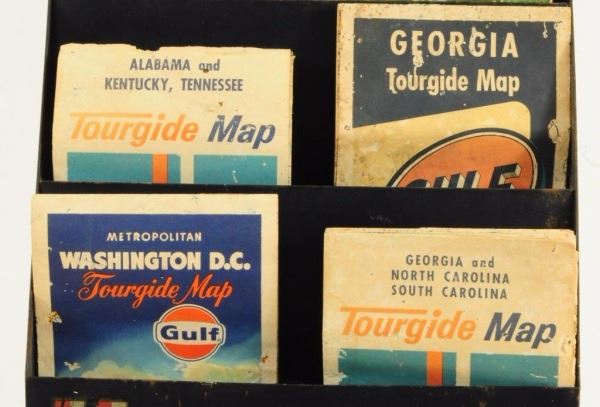 ALABAMA and
KENTUCKY, TENNESSEE
Tourgide Map
GEORGIA
Tourgide Map
GULF
METROPOLITAN
WASHINGTON D.C.
Tourgide Map
Gulf
GEORGIA and
NORTH CAROLINA
SOUTH CAROLINA
Tourgide Map